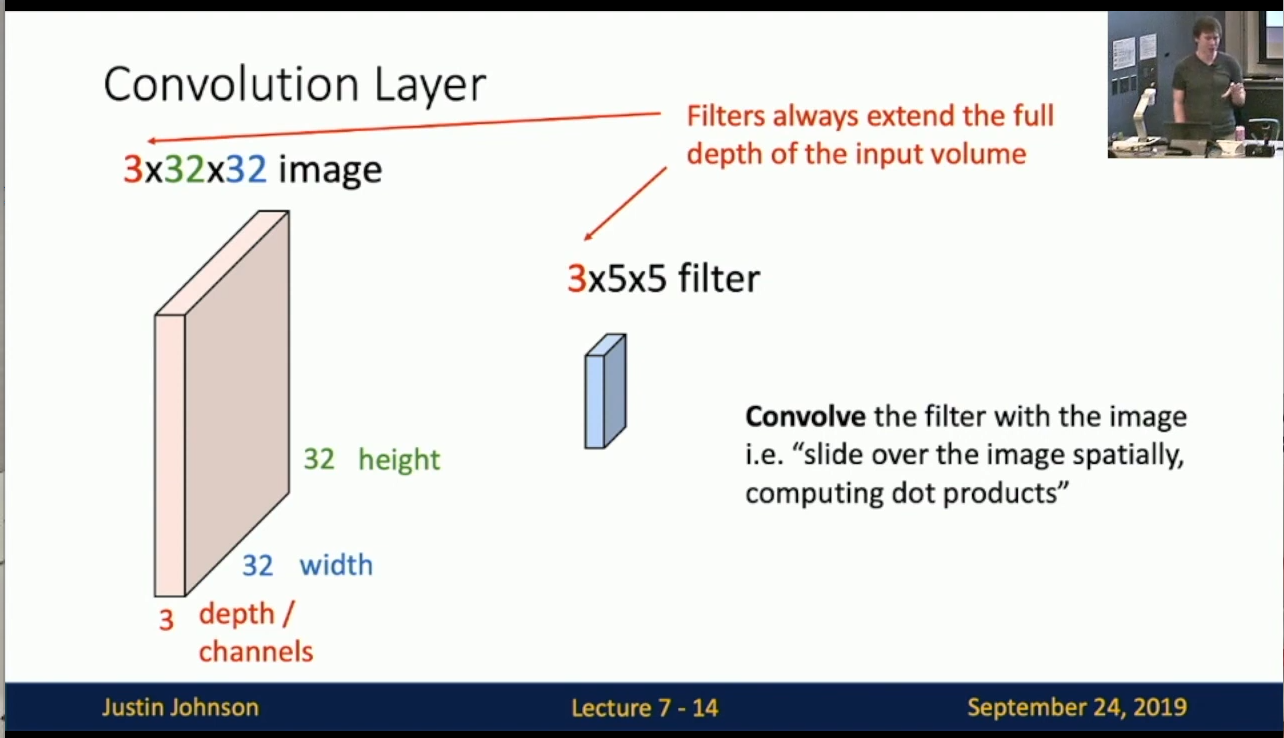 Convolution Layer
Filters always extend the full
depth of the input volume
3x32x32 image
3x5x5 filter
32 height
32 width
3 depth /
channels
Convolve the filter with the image
i.e. “slide over the image spatially,
computing dot products”
Justin Johnson
Lecture 7 - 14
September 24, 2019